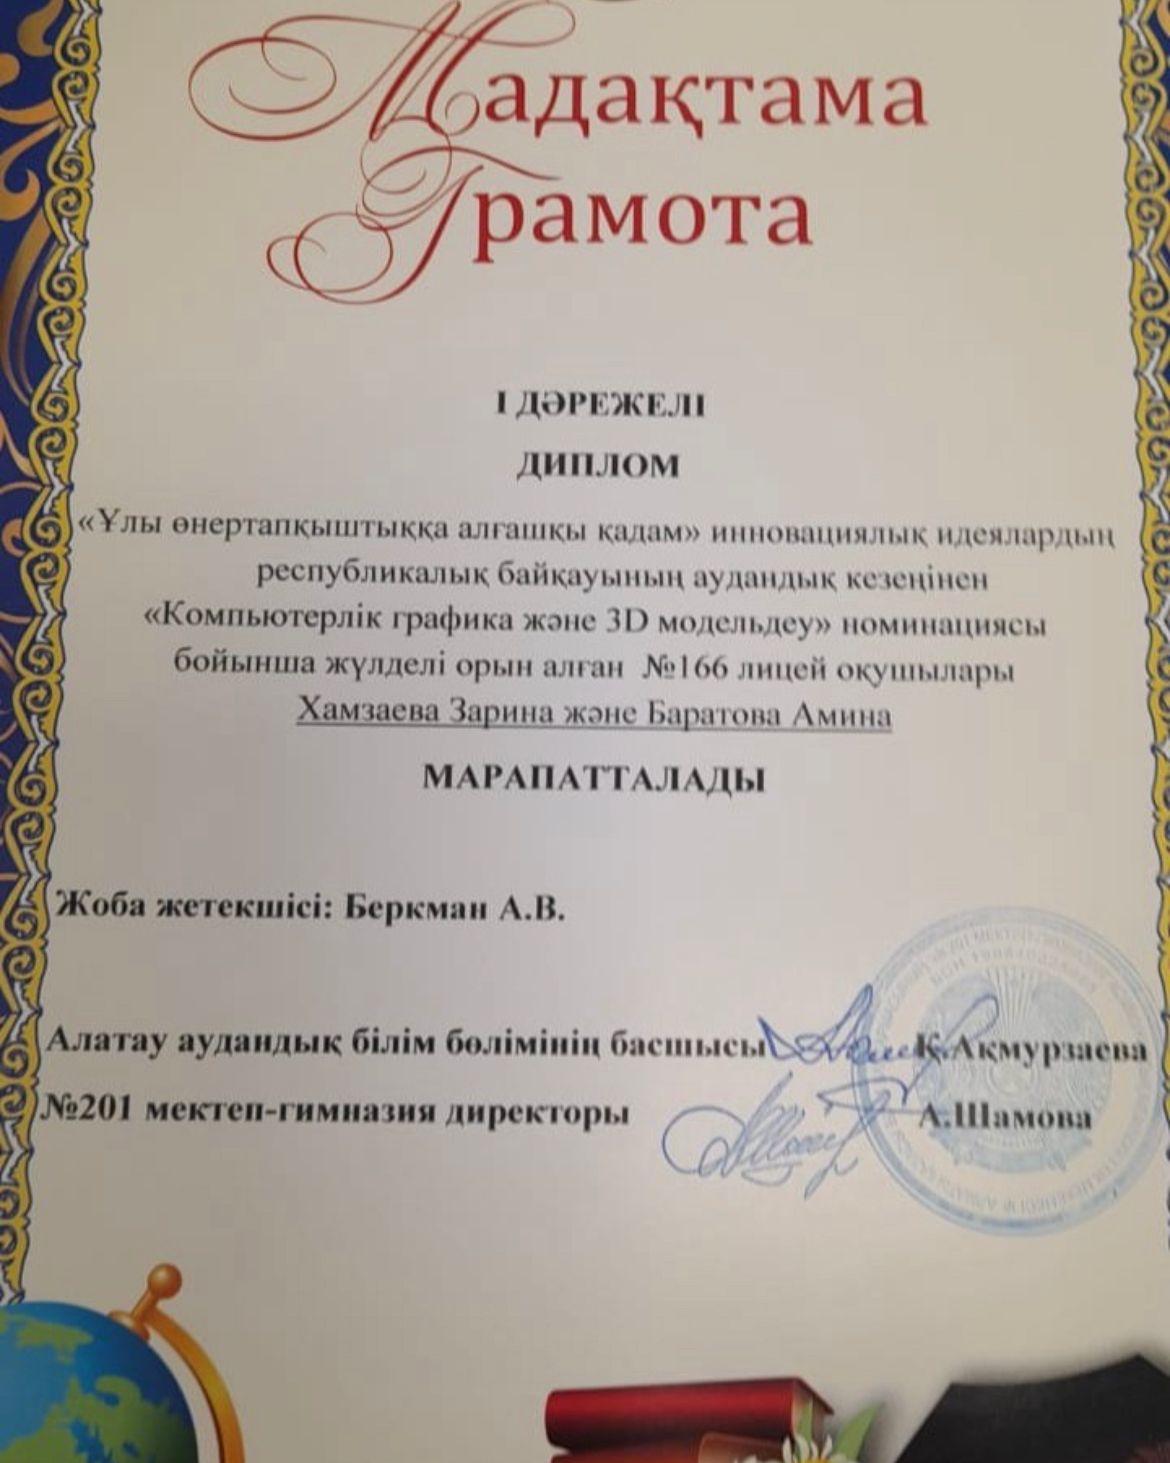 Мадақтама
Грамота
І ДӘРЕЖЕЛІ
ДИПЛОМ
«Ұлы өнертапқыштыққа алғашқы қадам» инновациялық идеялардың
республикалық байқауының аудандық кезеңінен
«Компьютерлік графика және 3D модельдеу» номинациясы
бойынша жүлделі орын алған №166 лицей оқушылары
Хамзаева Зарина және Баратова Амина
МАРАПАТТАЛАДЫ
Жоба жетекшісі: Беркман А.В.
Алатау аудандық білім бөлімінің басшысы Қ.Ақмурзаева
№201 мектеп-гимназия директоры А.Шамова